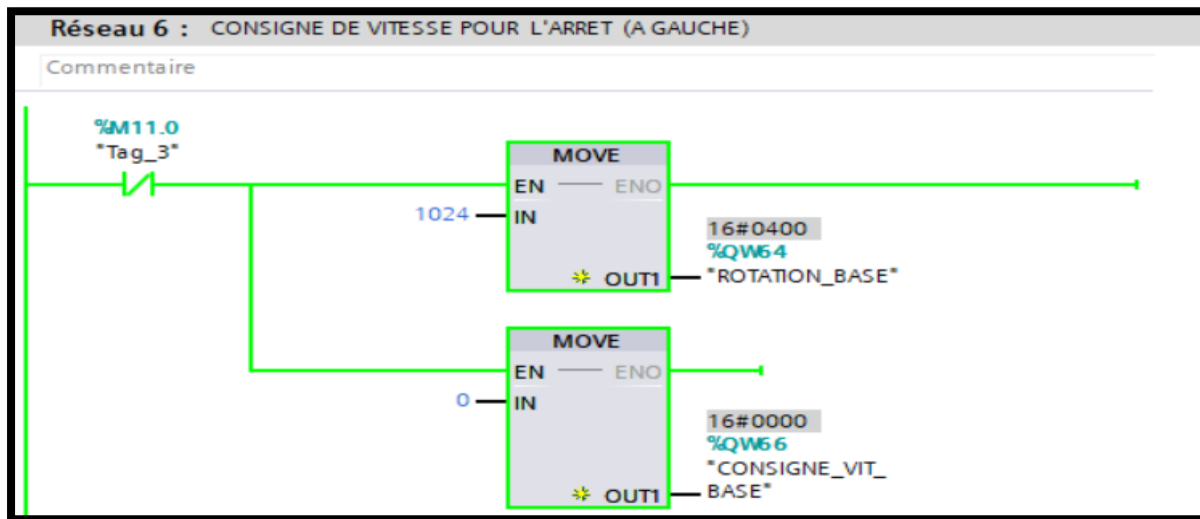 Réseau 6 : CONSIGNE DE VITESSE POUR L'ARRET (A GAUCHE)
Commentaire
%M11.0
"Tag_3"
MOVE
EN ENO
1024 IN
16#0400
%QW64
OUT1 "ROTATION_BASE"
MOVE
EN ENO
0 IN
16#0000
%QW66
"CONSIGNE_VIT_
OUT1 BASE"